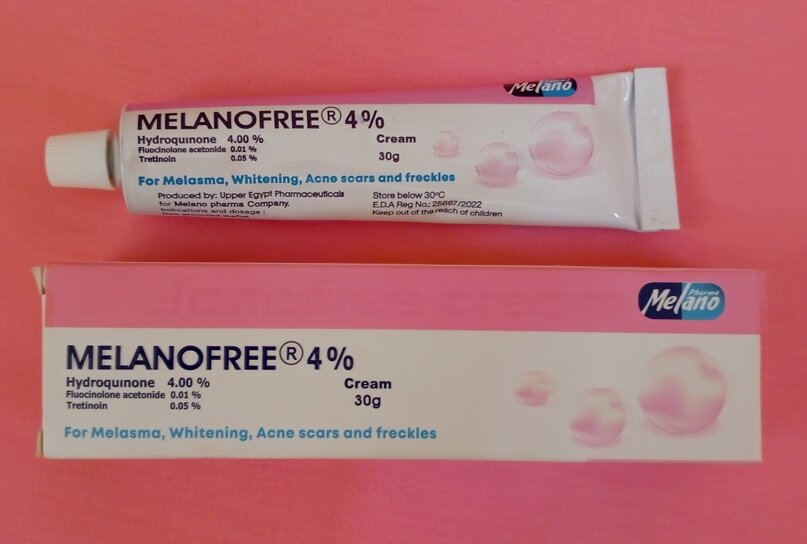 Pharma
Melano
MELANOFREE® 4%
Hydroquinone 4.00 %
Cream
Fluocinolone acetonide 0.01 %
Tretinoin 0.05 %
30g
For Melasma, Whitening, Acne scars and freckles
Produced by: Upper Egypt Pharmaceuticals
for Melano pharma Company.
Indications and dosage :
Store below 30°C
E.D.A Reg No.: 25667/2022
Keep out of the reach of children
Pharma
Melano
MELANOFREE® 4%
Hydroquinone 4.00 %
Cream
Fluocinolone acetonide 0.01 %
Tretinoin 0.05 %
30g
For Melasma, Whitening, Acne scars and freckles